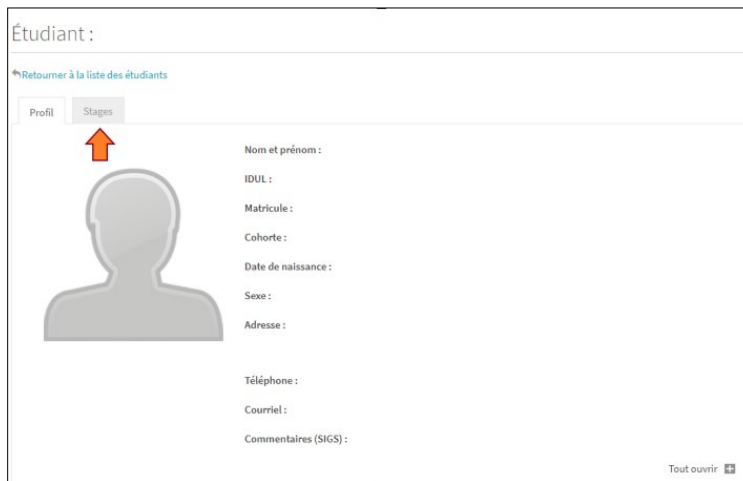 Étudiant :
Retourner à la liste des étudiants
Profil Stages
Nom et prénom :
IDUL :
Matricule :
Cohorte :
Date de naissance :
Sexe :
Adresse :
Téléphone :
Courriel :
Commentaires (SIGS) :
Tout ouvrir